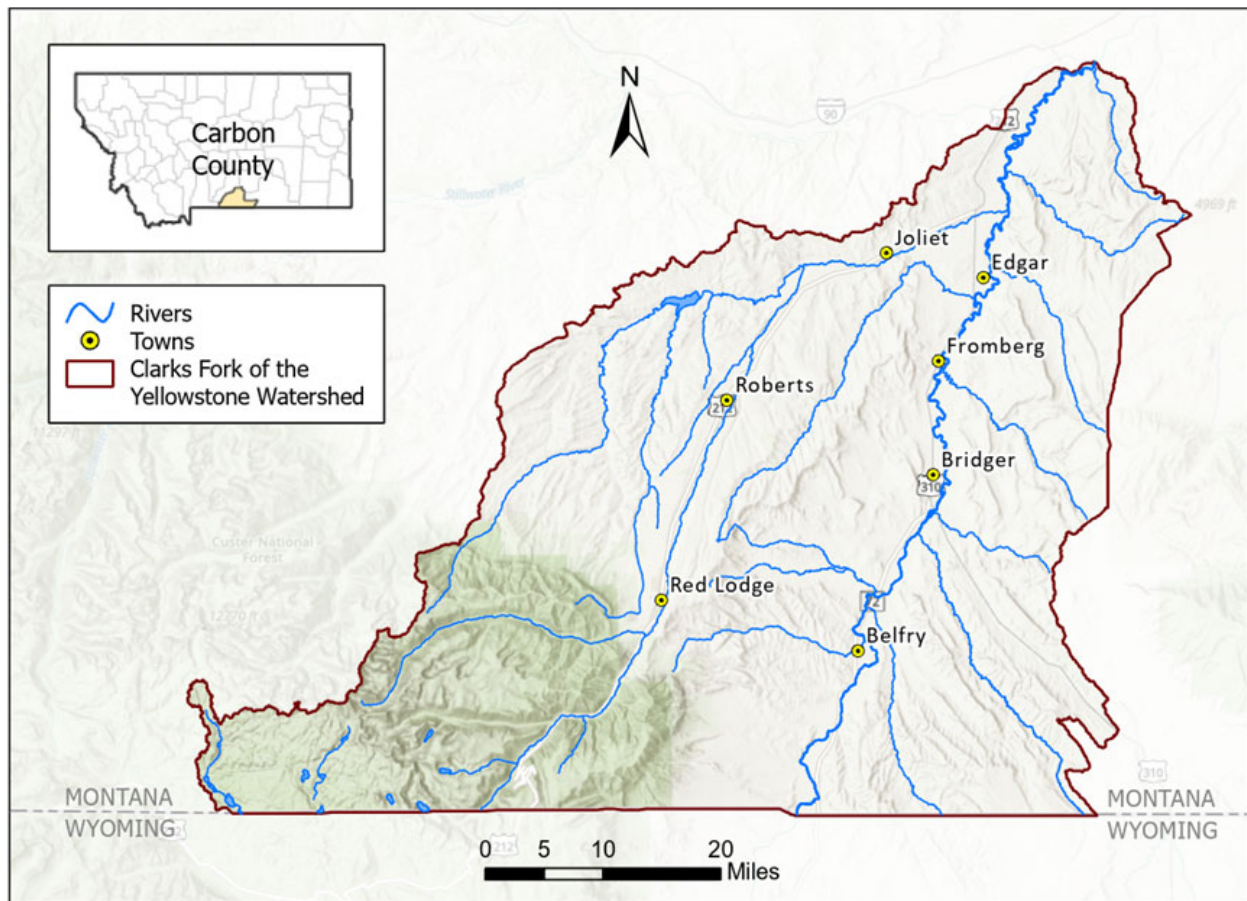 Carbon
County
Rivers
Towns
Clarks Fork of the
Yellowstone Watershed
N
90
Stillwater River
4969 ft
Joliet
Edgar
Fromberg
Roberts
Bridger
310
Custer National
Forest
Red Lodge
Belfry
MONTANA
WYOMING
310
MONTANA
WYOMING
212
0 5 10 20
Miles